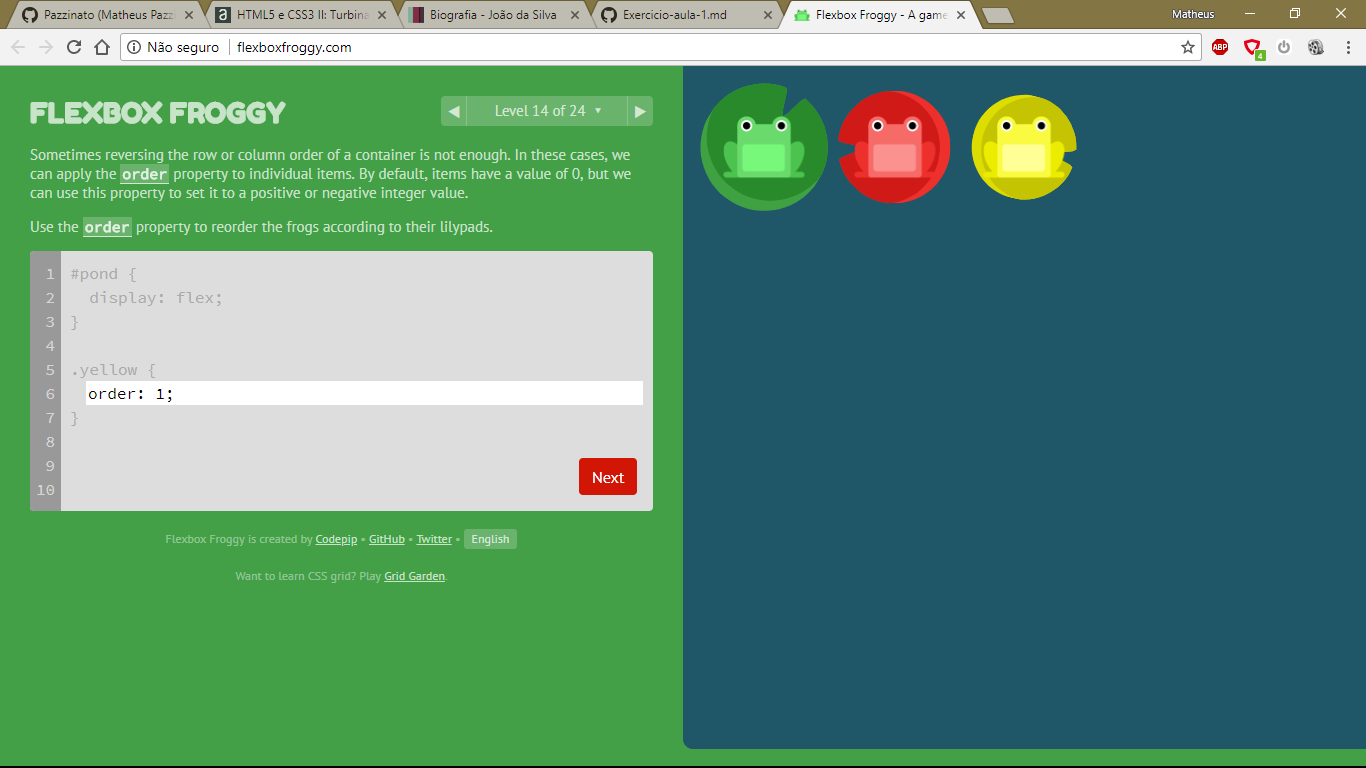 Pazzinato (Matheus Pazz
HTML5 e CSS3 II: Turbina
Biografia - João da Silva
Exercicio-aula-1.md
Flexbox Froggy - A game
Matheus
Não seguro
flexboxfroggy.com
ABP
4
FLEXBOX FROGGY
Level 14 of 24
Sometimes reversing the row or column order of a container is not enough. In these cases, we
can apply the order property to individual items. By default, items have a value of 0, but we
can use this property to set it to a positive or negative integer value.
Use the order property to reorder the frogs according to their lilypads.
1 #pond {
2 display: flex;
3 }
4
5 .yellow {
6 order: 1;
7 }
8
9
10
Next
Flexbox Froggy is created by Codepip • GitHub • Twitter • English
Want to learn CSS grid? Play Grid Garden.